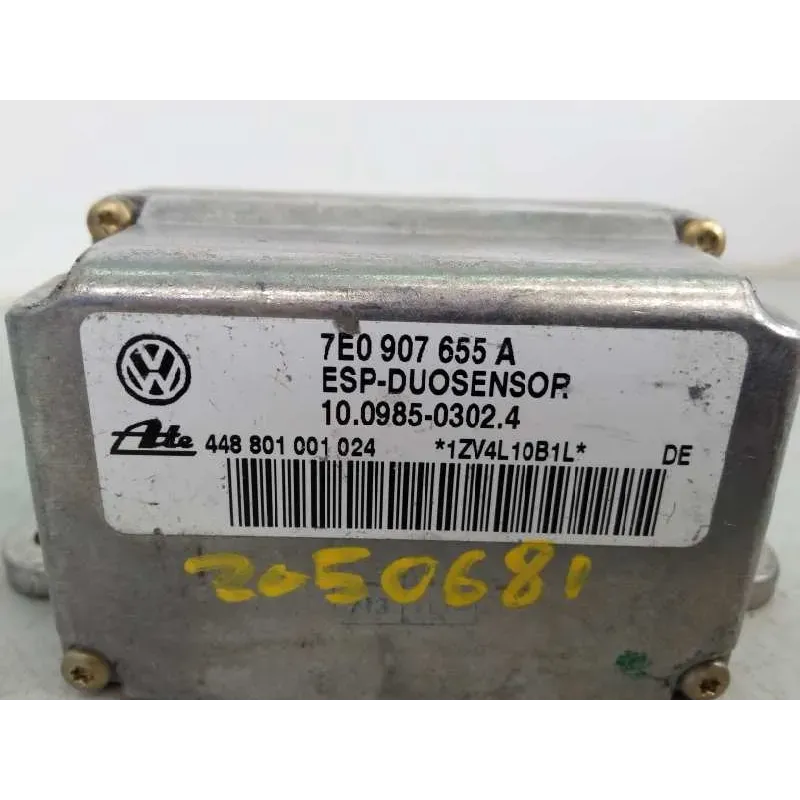 7E0 907 655 A
ESP-DUOSENSOR
10.0985-0302.4
Ate 448 801 001 024 *1ZV4L10B1L* DE
2050681